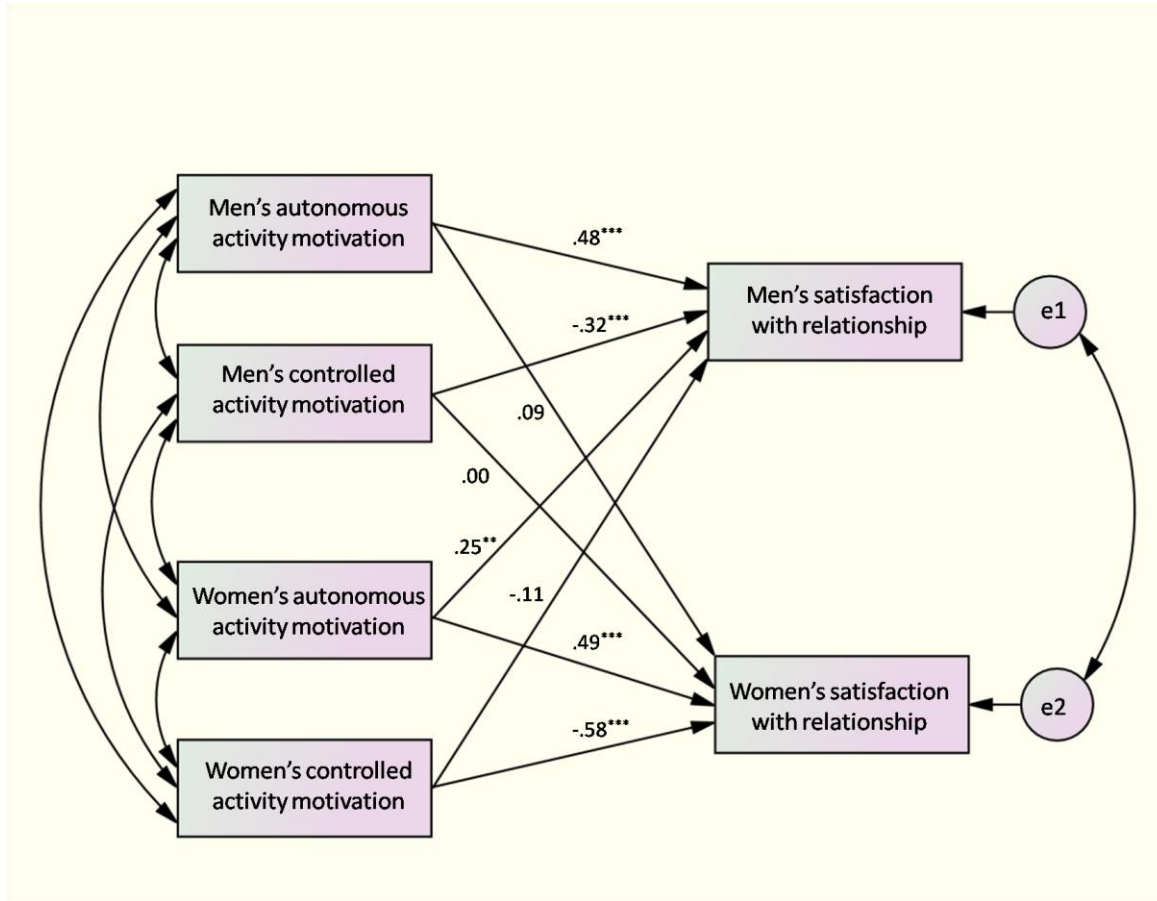 Men's autonomous
activity motivation
.48***
Men's satisfaction
with relationship
e1
-.32***
Men's controlled
activity motivation
.09
.00
.25**
-.11
Women's autonomous
activity motivation
.49***
Women's satisfaction
with relationship
e2
-.58***
Women's controlled
activity motivation